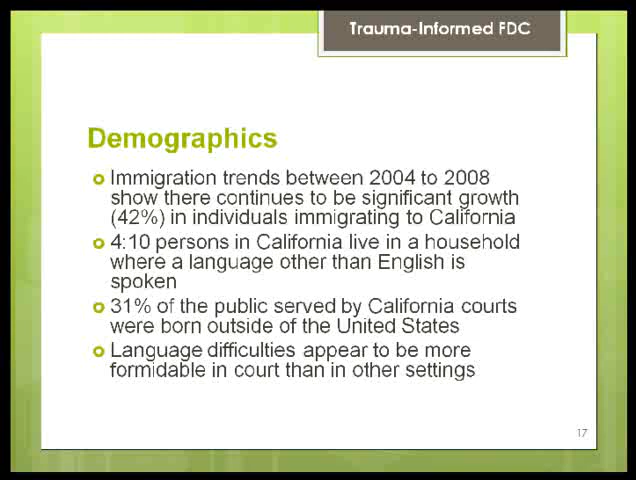 Trauma-Informed FDC
Demographics
Immigration trends between 2004 to 2008
show there continues to be significant growth
(42%) in individuals immigrating to California
4:10 persons in California live in a household
where a language other than English is
spoken
31% of the public served by California courts
were born outside of the United States
Language difficulties appear to be more
formidable in court than in other settings
17